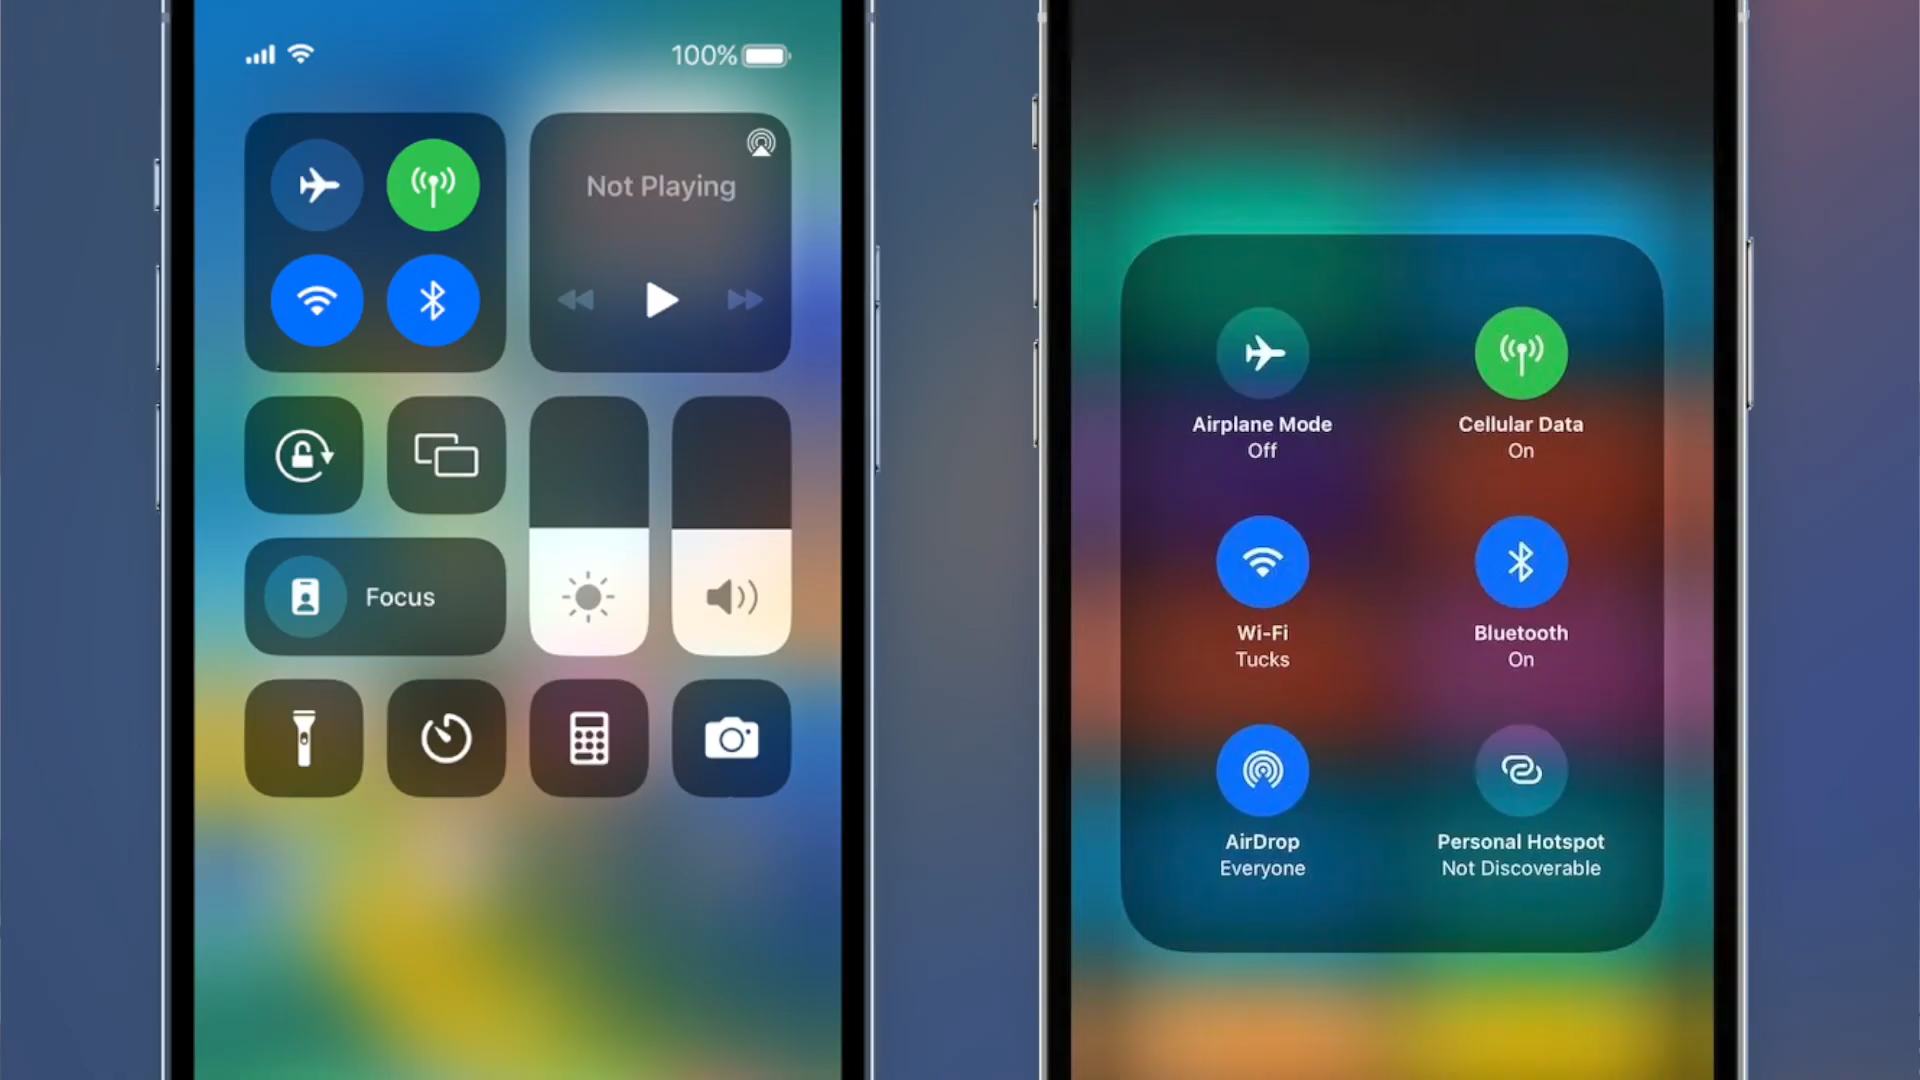 100%
Not Playing
Focus
Airplane Mode
Off
Cellular Data
On
Wi-Fi
Tucks
Bluetooth
On
AirDrop
Everyone
Personal Hotspot
Not Discoverable